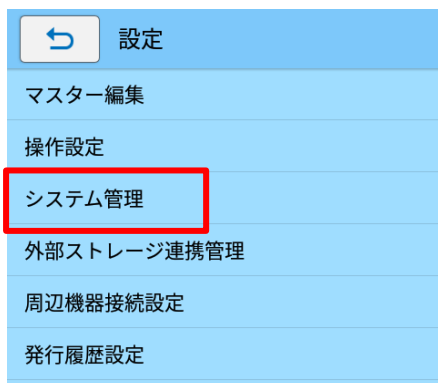 設定
マスター編集
操作設定
システム管理
外部ストレージ連携管理
周辺機器接続設定
発行履歴設定